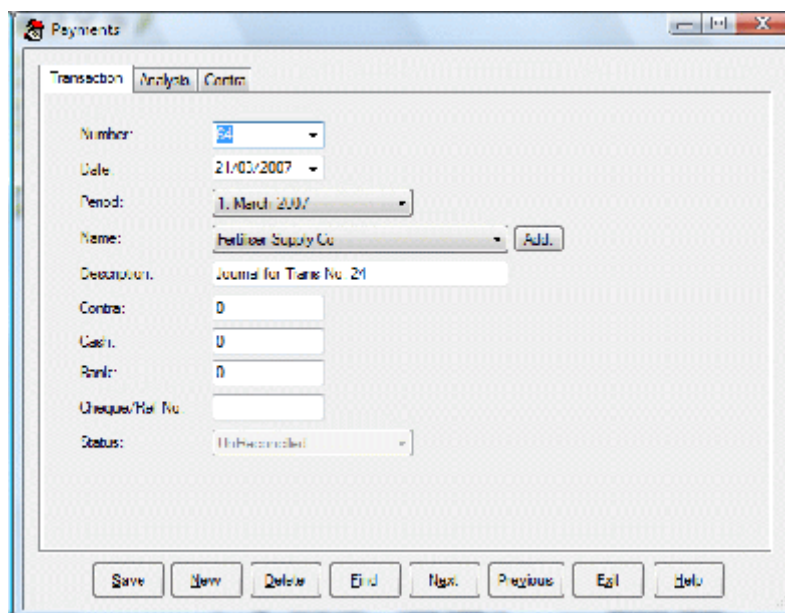 Payments
Transaction Analysis Contra
Number: 64
Date: 21/03/2007
Period: 1. March 2007
Name: Fertiliser Supply Co Add.
Description: Journal for Trans No. 24
Contra: 0
Cash: 0
Bank: 0
Cheque/Ref No.
Status: UnReconciled
Save New Delete Find Next Previous Exit Help